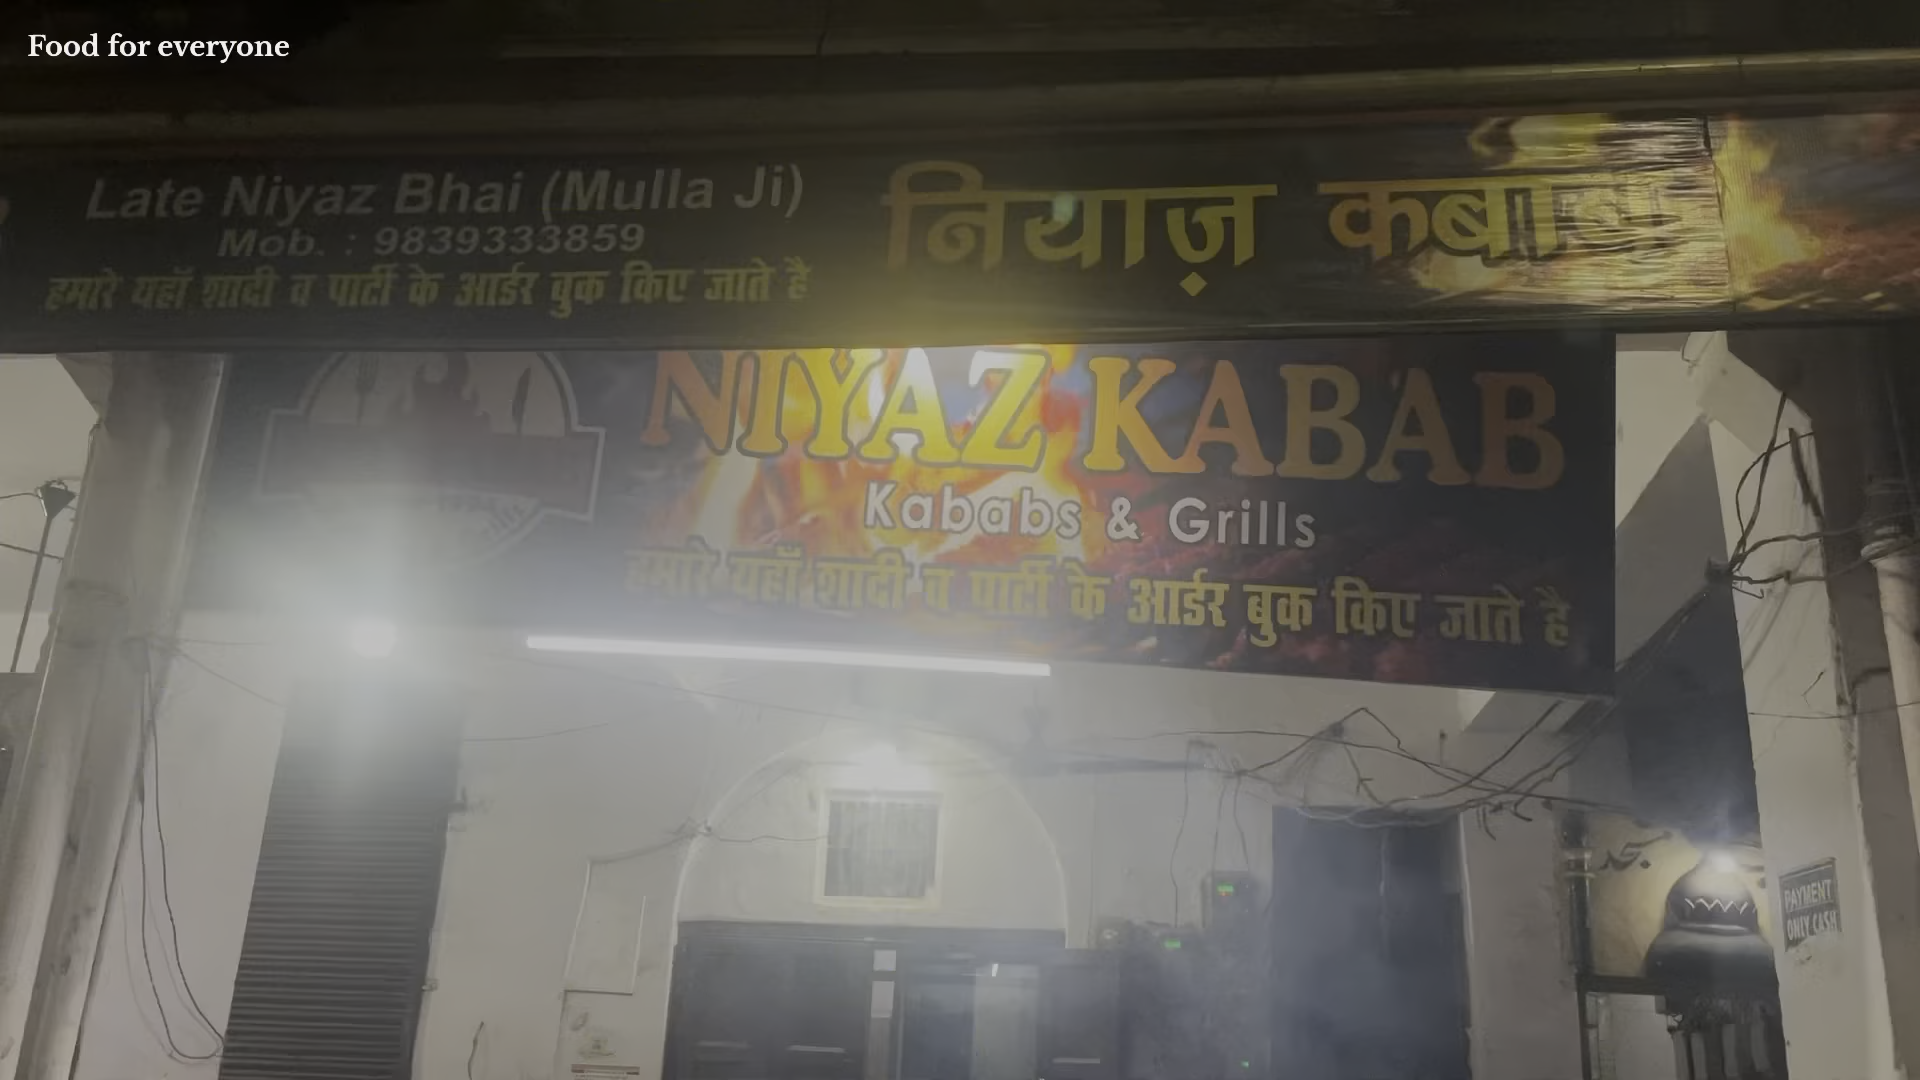 Food for everyone
Late Niyaz Bhai (Mulla Ji)
Mob. : 9839333859
हमारे यहाँ शादी व पार्टी के आर्डर बुक किए जाते है
नियाज़ कबाब
NIYAZ KABAB
Kababs & Grills
हमारे यहाँ शादी व पार्टी के आर्डर बुक किए जाते है
PAYMENT
ONLY CASH